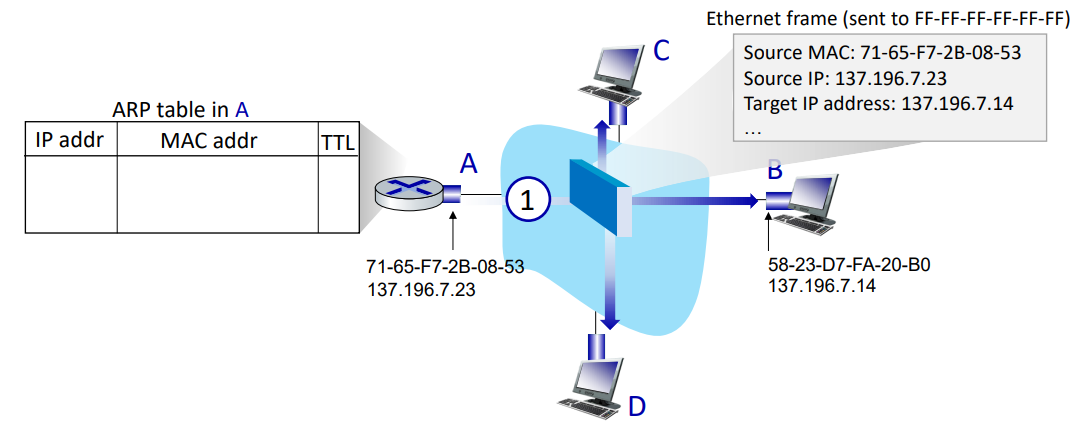 Ethernet frame (sent to FF-FF-FF-FF-FF-FF)
Source MAC: 71-65-F7-2B-08-53
Source IP: 137.196.7.23
Target IP address: 137.196.7.14
…
C
ARP table in A
IP addr MAC addr TTL
A
1
B
71-65-F7-2B-08-53
137.196.7.23
58-23-D7-FA-20-B0
137.196.7.14
D